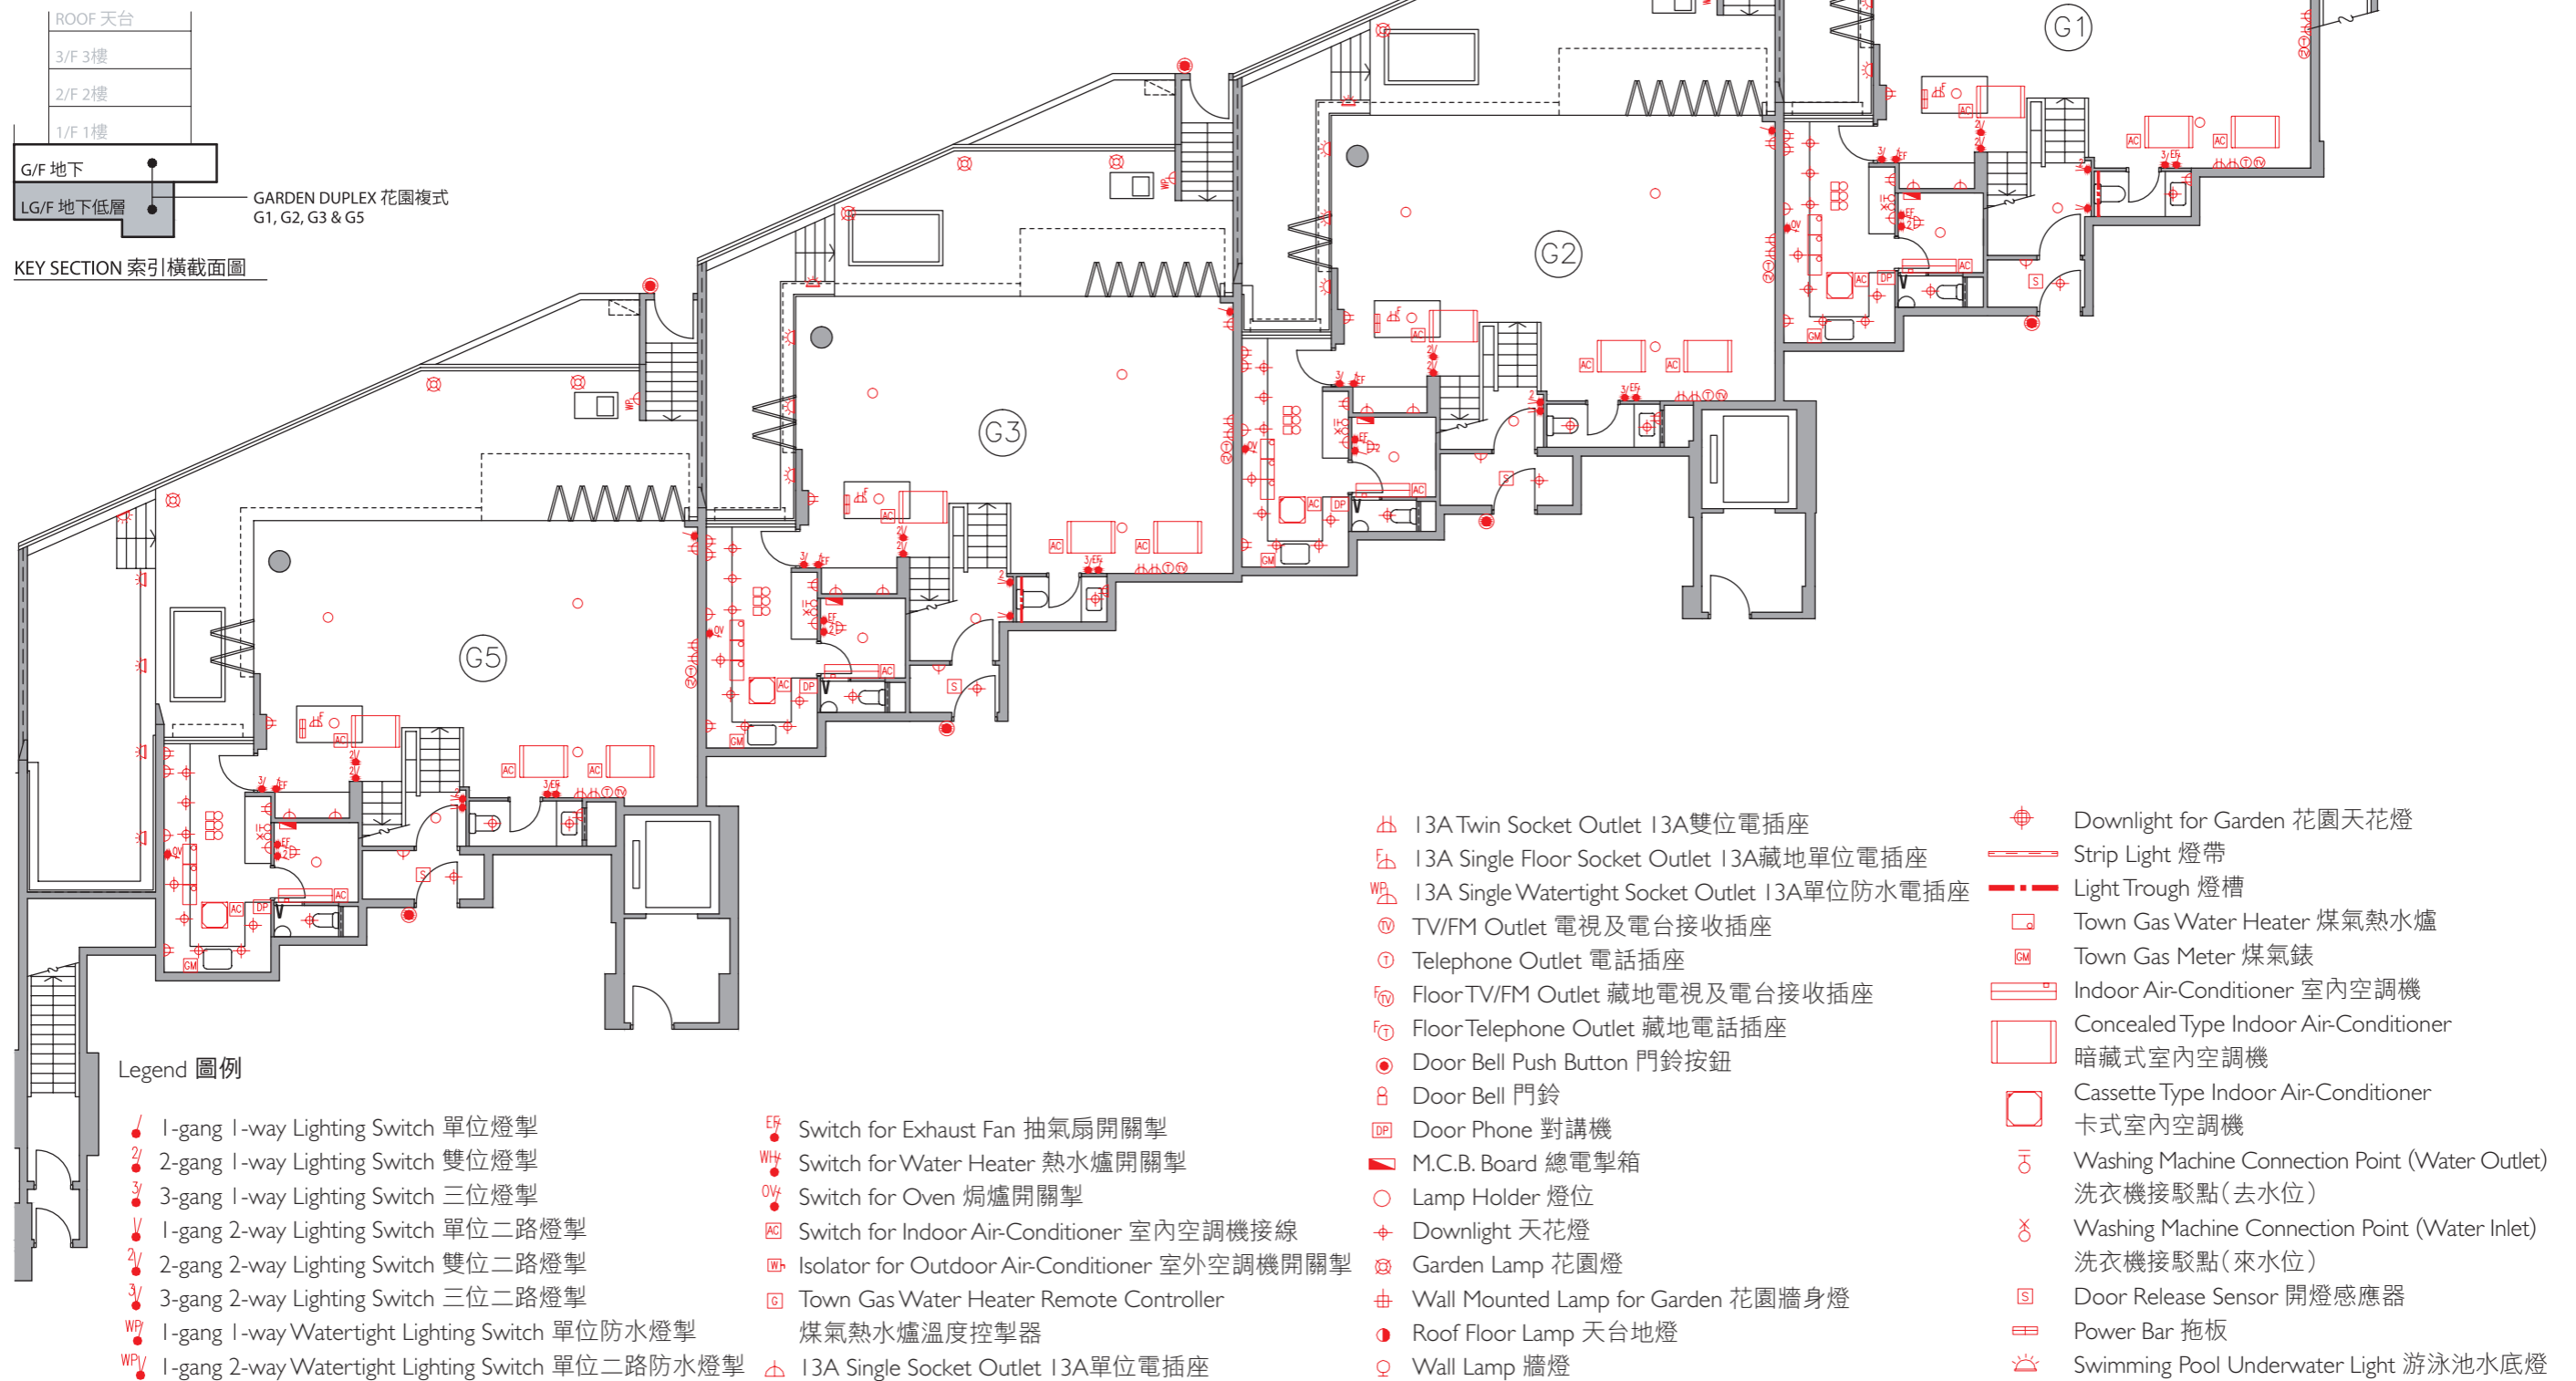 ROOF 天台
3/F 3樓
2/F 2樓
1/F 1樓
G/F 地下
LG/F 地下低層
GARDEN DUPLEX 花園複式
G1, G2, G3 & G5
KEY SECTION 索引橫截面圖
G1
G2
G3
G5
Legend 圖例
1-gang 1-way Lighting Switch 單位燈掣
2-gang 1-way Lighting Switch 雙位燈掣
3-gang 1-way Lighting Switch 三位燈掣
1-gang 2-way Lighting Switch 單位二路燈掣
2-gang 2-way Lighting Switch 雙位二路燈掣
3-gang 2-way Lighting Switch 三位二路燈掣
WP 1-gang 1-way Watertight Lighting Switch 單位防水燈掣
WP 1-gang 2-way Watertight Lighting Switch 單位二路防水燈掣
EF Switch for Exhaust Fan 抽氣扇開關掣
WH Switch for Water Heater 熱水爐開關掣
OV Switch for Oven 焗爐開關掣
AC Switch for Indoor Air-Conditioner 室內空調機接線
Isolator for Outdoor Air-Conditioner 室外空調機開關掣
G Town Gas Water Heater Remote Controller
煤氣熱水爐溫度控掣器
13A Single Socket Outlet 13A單位電插座
13A Twin Socket Outlet 13A雙位電插座
F 13A Single Floor Socket Outlet 13A藏地單位電插座
WP 13A Single Watertight Socket Outlet 13A單位防水電插座
TV TV/FM Outlet 電視及電台接收插座
T Telephone Outlet 電話插座
F TV Floor TV/FM Outlet 藏地電視及電台接收插座
F T Floor Telephone Outlet 藏地電話插座
Door Bell Push Button 門鈴按鈕
Door Bell 門鈴
DP Door Phone 對講機
M.C.B. Board 總電掣箱
Lamp Holder 燈位
Downlight 天花燈
Garden Lamp 花園燈
Wall Mounted Lamp for Garden 花園牆身燈
Roof Floor Lamp 天台地燈
Wall Lamp 牆燈
Downlight for Garden 花園天花燈
Strip Light 燈帶
Light Trough 燈槽
Town Gas Water Heater 煤氣熱水爐
GM Town Gas Meter 煤氣錶
Indoor Air-Conditioner 室內空調機
Concealed Type Indoor Air-Conditioner
暗藏式室內空調機
Cassette Type Indoor Air-Conditioner
卡式室內空調機
Washing Machine Connection Point (Water Outlet)
洗衣機接駁點（去水位）
Washing Machine Connection Point (Water Inlet)
洗衣機接駁點（來水位）
S Door Release Sensor 開燈感應器
Power Bar 拖板
Swimming Pool Underwater Light 游泳池水底燈